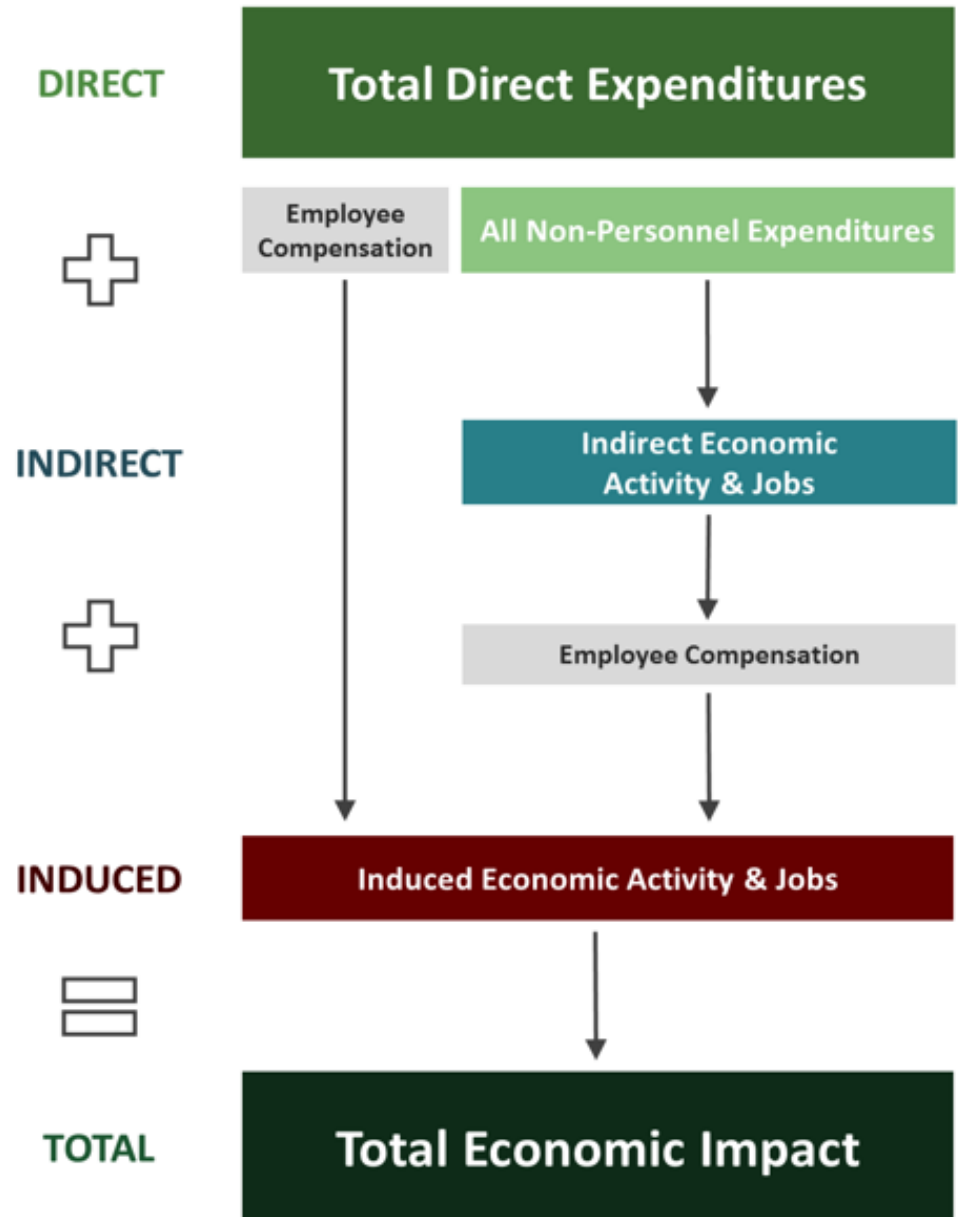 DIRECT
Total Direct Expenditures
Employee
Compensation
All Non-Personnel Expenditures
INDIRECT
Indirect Economic
Activity & Jobs
Employee Compensation
INDUCED
Induced Economic Activity & Jobs
TOTAL
Total Economic Impact